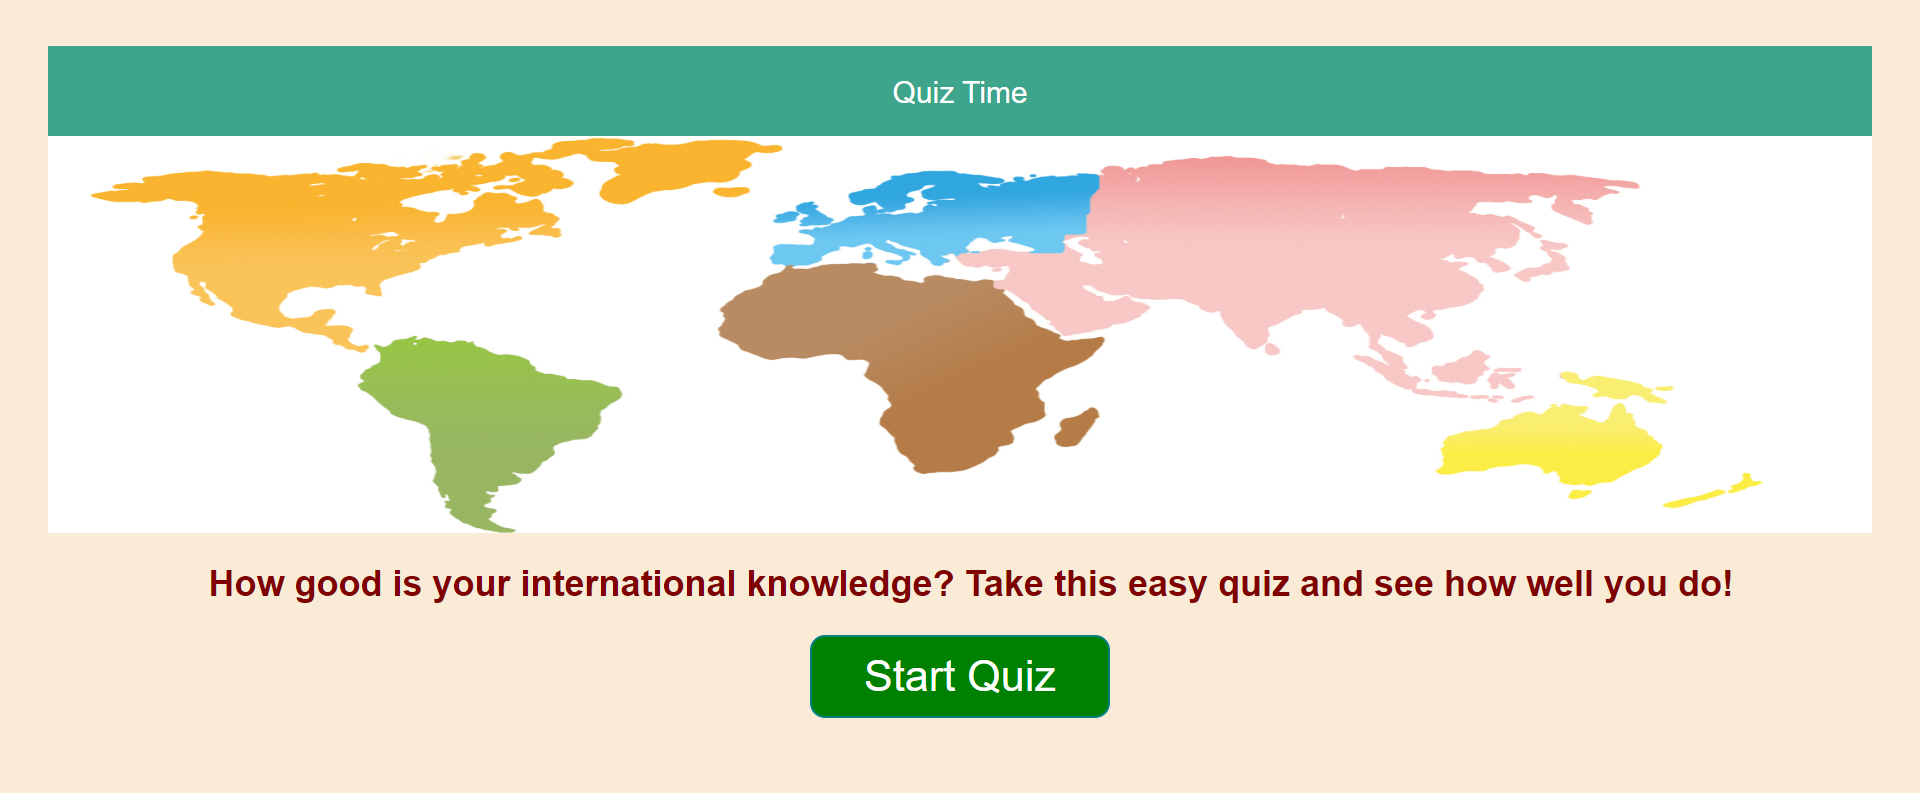 Quiz Time
How good is your international knowledge? Take this easy quiz and see how well you do!
Start Quiz